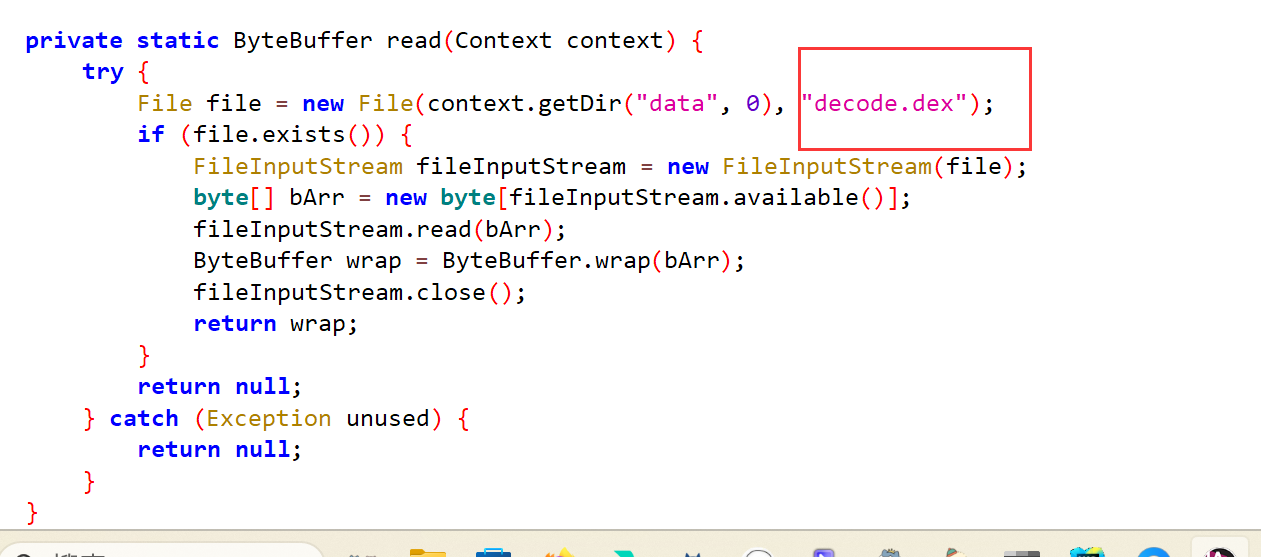 private static ByteBuffer read(Context context) {
    try {
        File file = new File(context.getDir("data", 0), "decode.dex");
        if (file.exists()) {
            FileInputStream fileInputStream = new FileInputStream(file);
            byte[] bArr = new byte[fileInputStream.available()];
            fileInputStream.read(bArr);
            ByteBuffer wrap = ByteBuffer.wrap(bArr);
            fileInputStream.close();
            return wrap;
        }
        return null;
    } catch (Exception unused) {
        return null;
    }
}